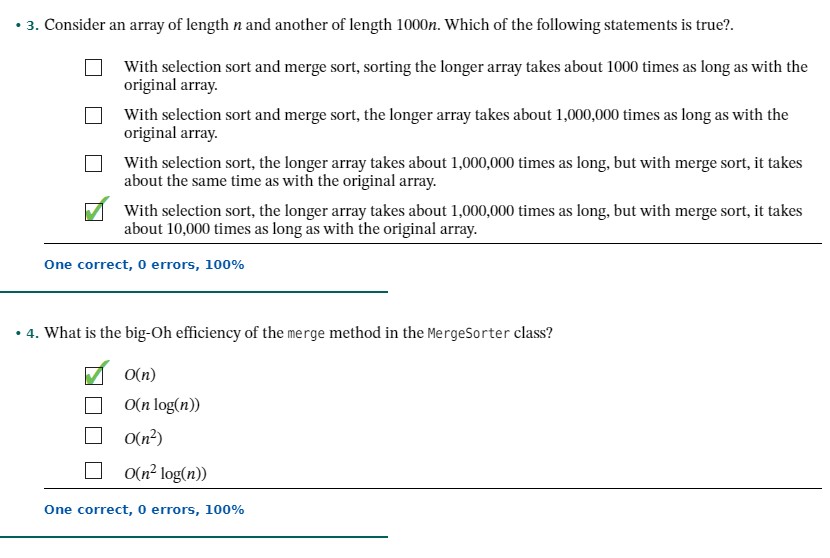 • 3. Consider an array of length n and another of length 1000n. Which of the following statements is true?.
With selection sort and merge sort, sorting the longer array takes about 1000 times as long as with the
original array.
With selection sort and merge sort, the longer array takes about 1,000,000 times as long as with the
original array.
With selection sort, the longer array takes about 1,000,000 times as long, but with merge sort, it takes
about the same time as with the original array.
With selection sort, the longer array takes about 1,000,000 times as long, but with merge sort, it takes
about 10,000 times as long as with the original array.
One correct, 0 errors, 100%
• 4. What is the big-Oh efficiency of the merge method in the MergeSorter class?
O(n)
O(n log(n))
O(n²)
O(n² log(n))
One correct, 0 errors, 100%